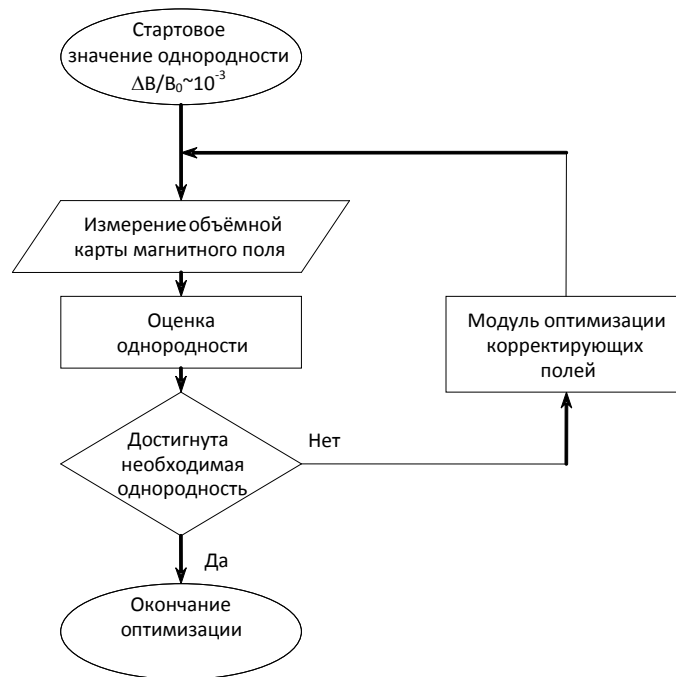 Стартовое
значение однородности
ΔB/B₀~10⁻³
Измерение объёмной
карты магнитного поля
Оценка
однородности
Модуль оптимизации
корректирующих
полей
Достигнута
необходимая
однородность
Нет
Да
Окончание
оптимизации